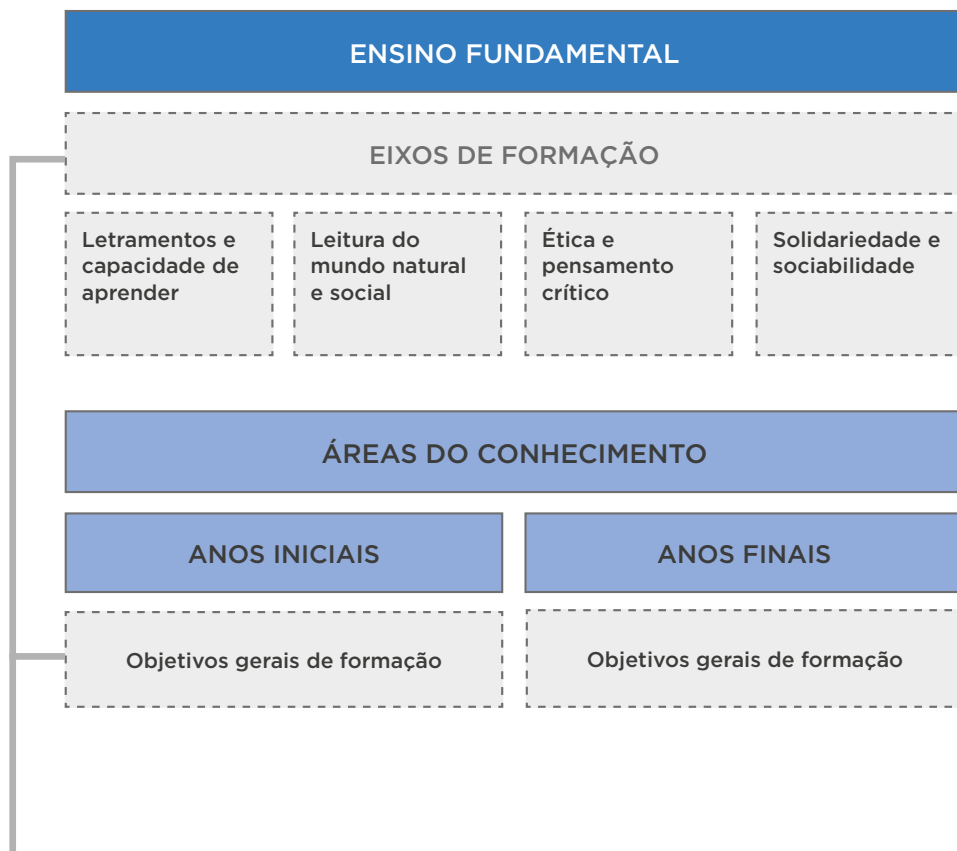 ENSINO FUNDAMENTAL
EIXOS DE FORMAÇÃO
Letramentos e
capacidade de
aprender
Leitura do
mundo natural
e social
Ética e
pensamento
crítico
Solidariedade e
sociabilidade
ÁREAS DO CONHECIMENTO
ANOS INICIAIS
ANOS FINAIS
Objetivos gerais de formação
Objetivos gerais de formação